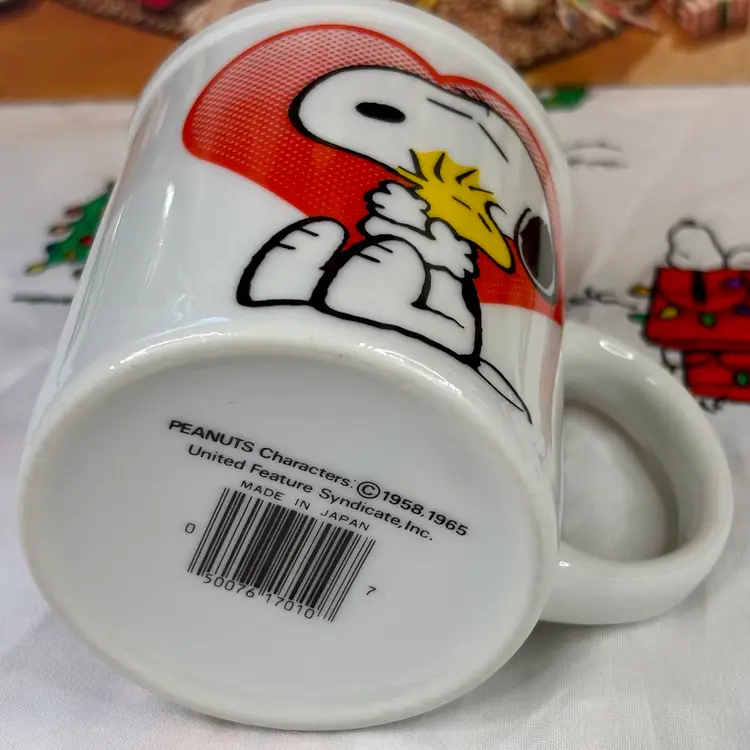 PEANUTS Characters: ©1958, 1965
United Feature Syndicate, Inc.
MADE IN JAPAN
0 50076 17010 7